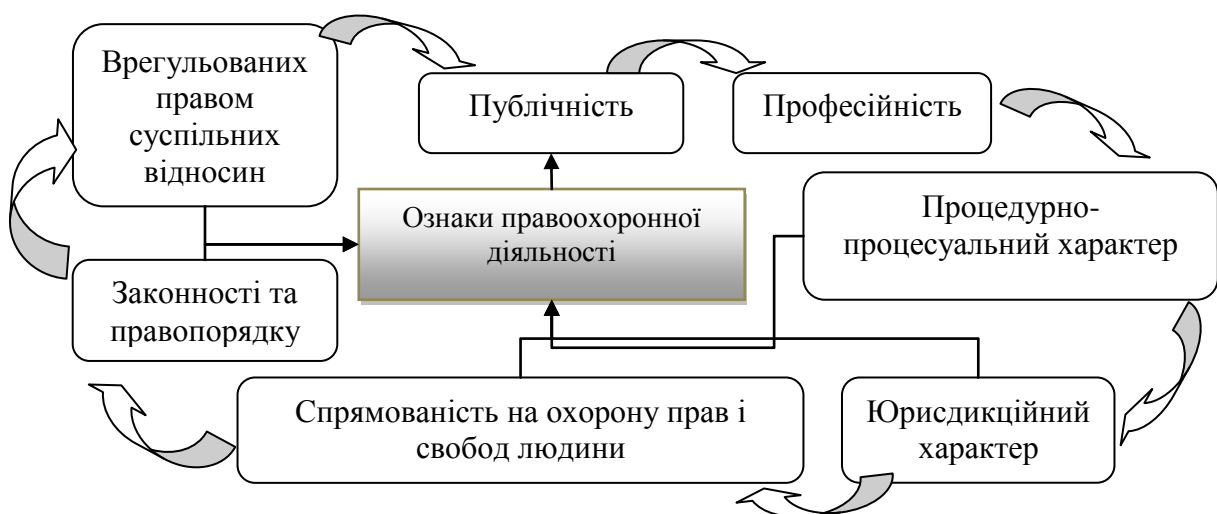 Врегульованих
правом
суспільних
відносин
Публічність
Професійність
Ознаки правоохоронної
діяльності
Процедурно-
процесуальний характер
Законності та
правопорядку
Спрямованість на охорону прав і
свобод людини
Юрисдикційний
характер